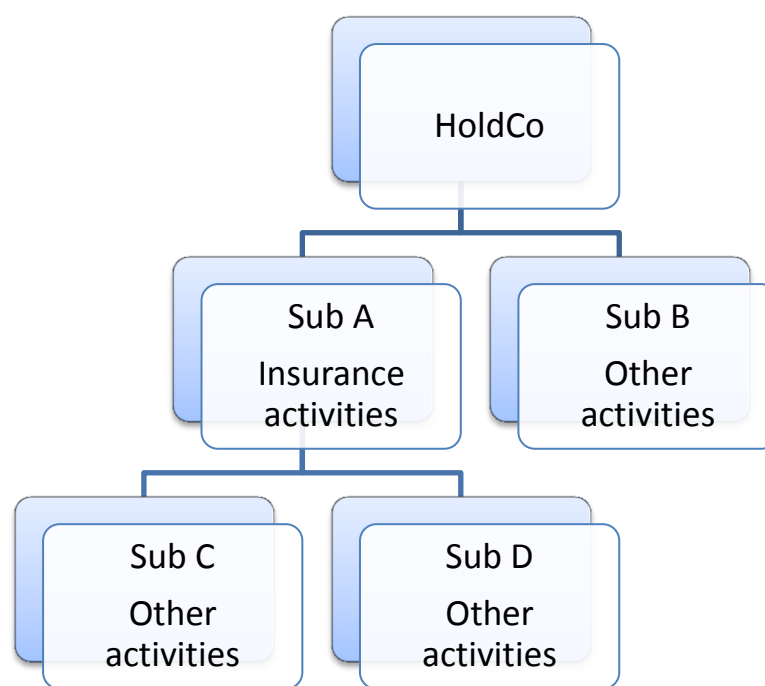 HoldCo
Sub A
Insurance
activities
Sub B
Other
activities
Sub C
Other
activities
Sub D
Other
activities